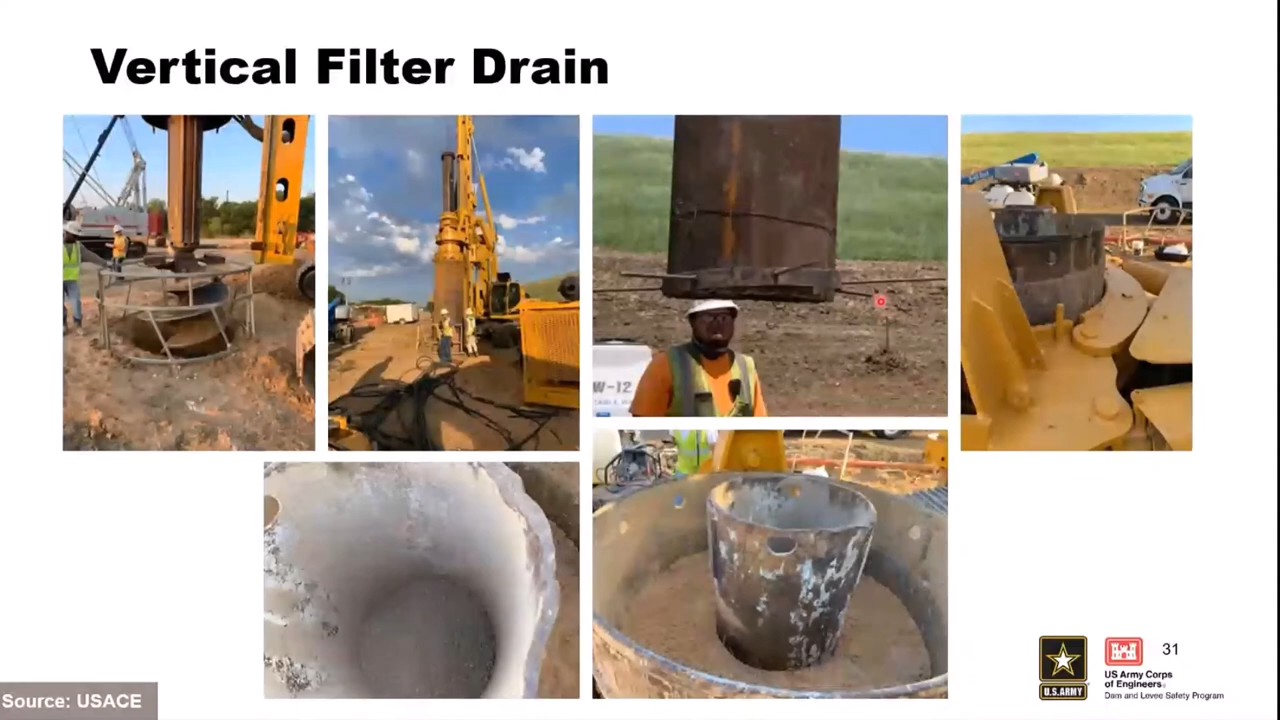 Vertical Filter Drain
W-12
31
US Army Corps
of Engineers
Dam and Levee Safety Program
U.S. ARMY
Source: USACE